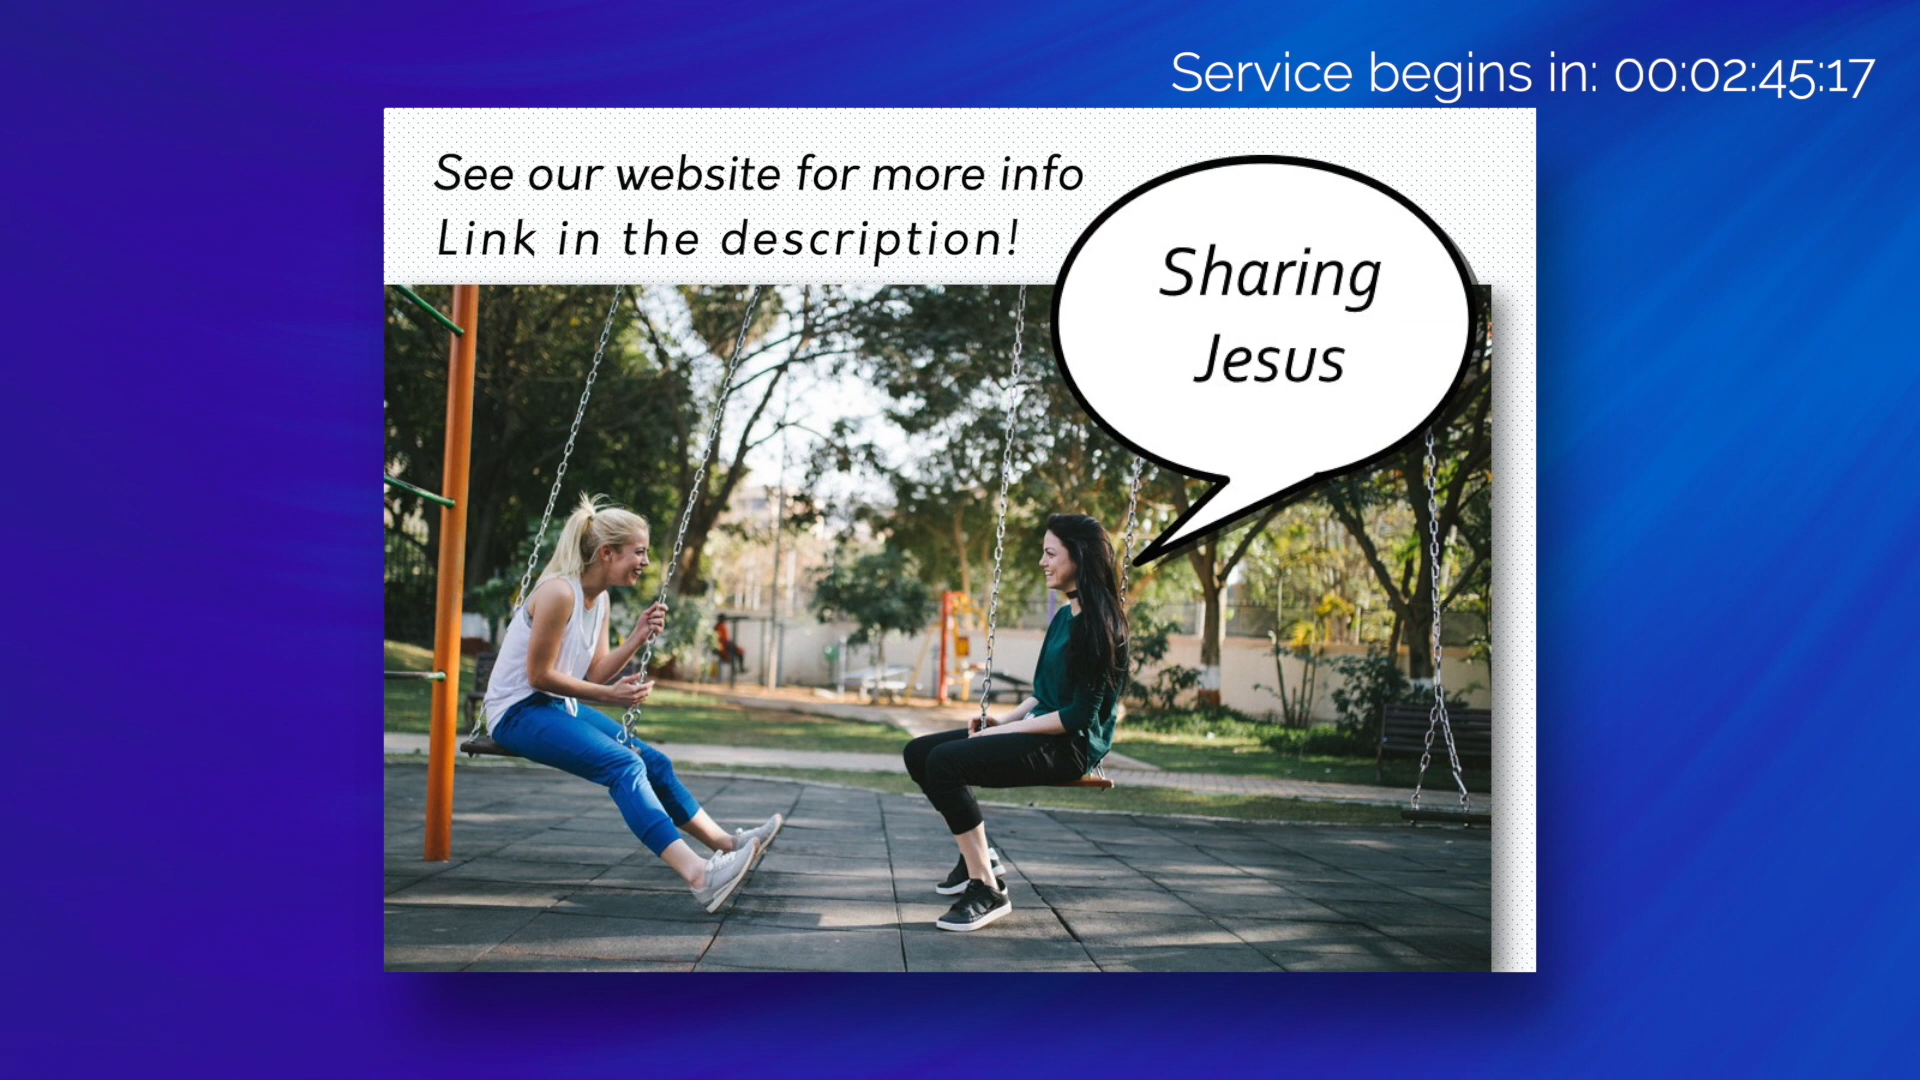 Service begins in: 00:02:45:17
See our website for more info
Link in the description!
Sharing
Jesus